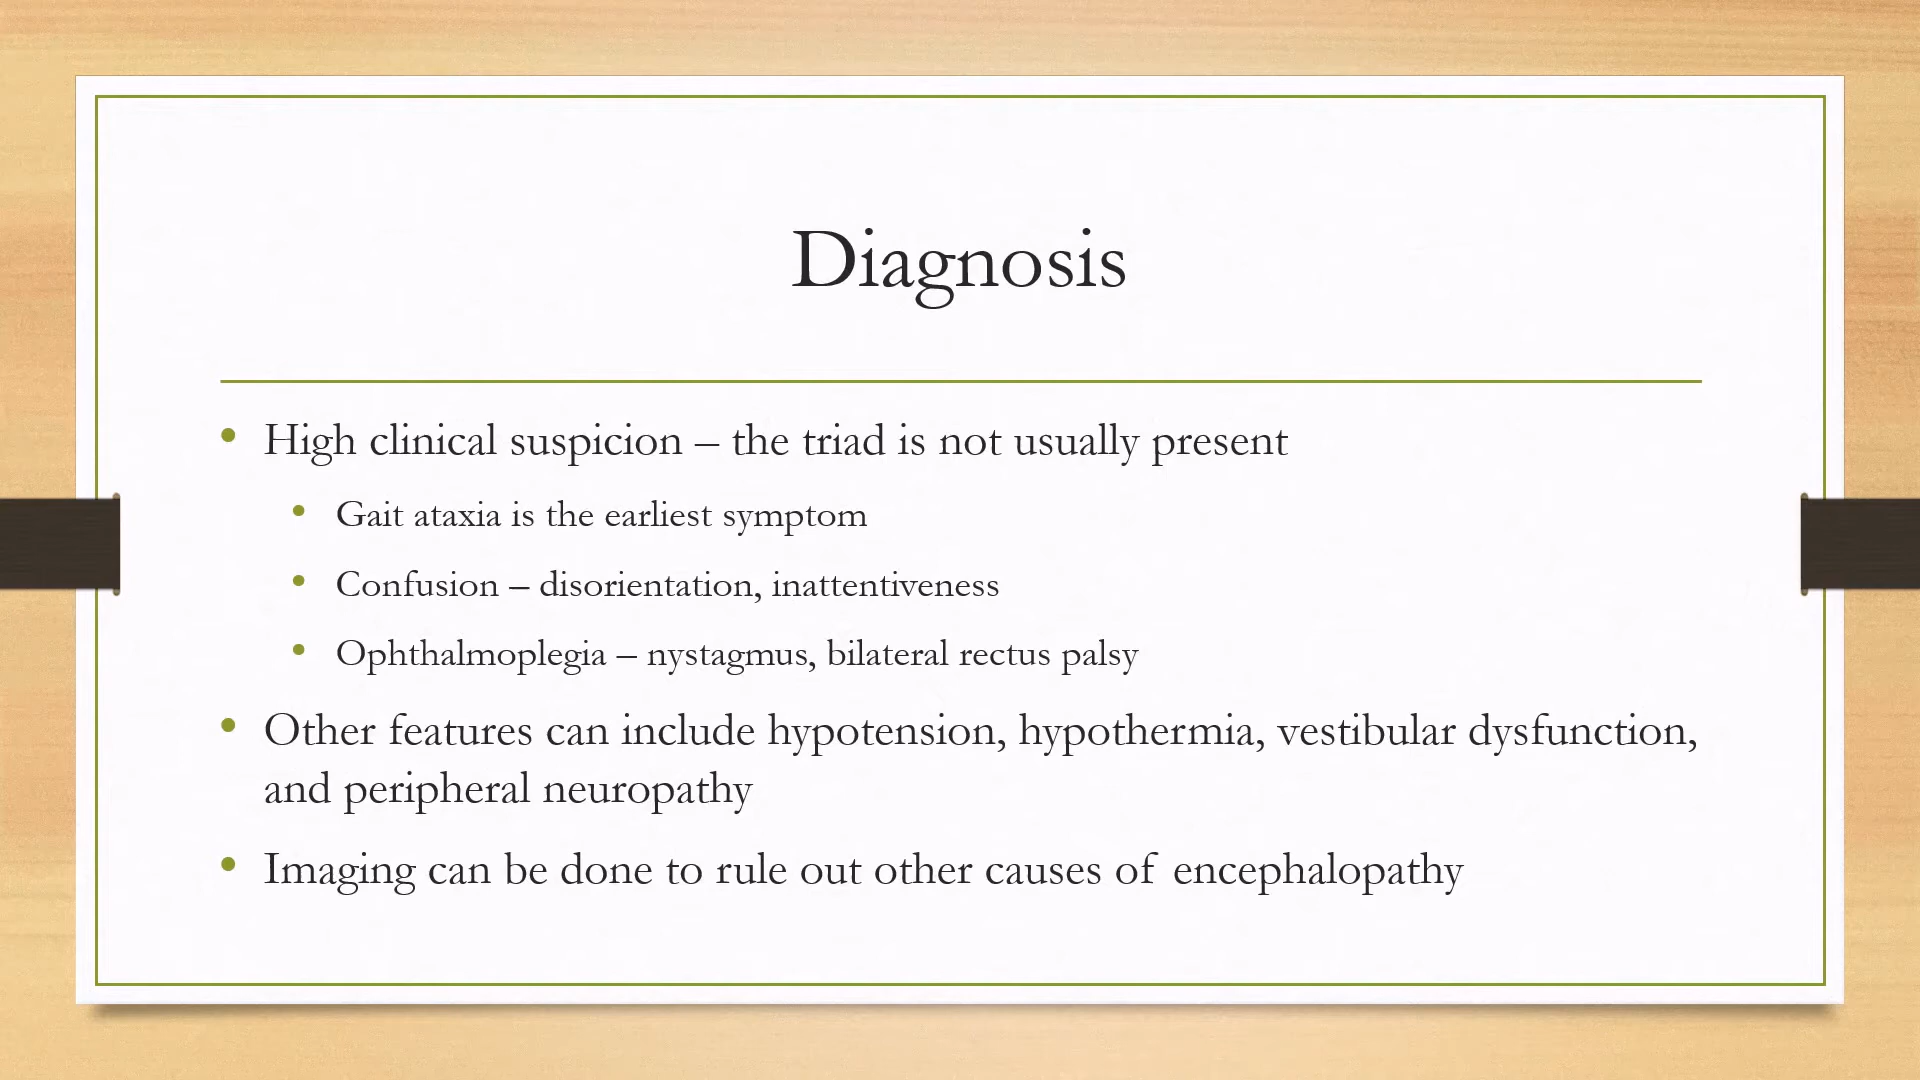 Diagnosis
• High clinical suspicion – the triad is not usually present
• Gait ataxia is the earliest symptom
• Confusion – disorientation, inattentiveness
• Ophthalmoplegia – nystagmus, bilateral rectus palsy
• Other features can include hypotension, hypothermia, vestibular dysfunction,
and peripheral neuropathy
• Imaging can be done to rule out other causes of encephalopathy